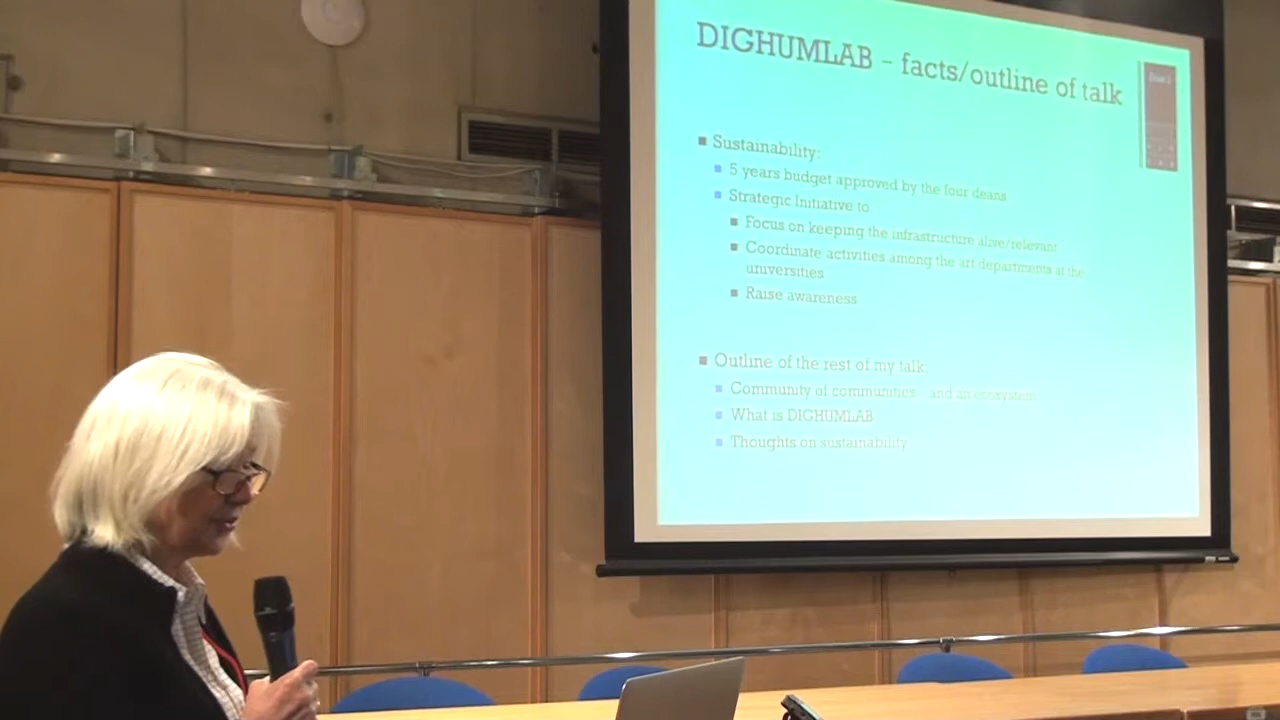 DIGHUMLAB – facts/outline of talk
Sustainability:
5 years budget approved by the four deans
Strategic Initiative to
Focus on keeping the infrastructure alive/relevant
Coordinate activities among the art departments at the
universities
Raise awareness
Outline of the rest of my talk:
Community of communities – and an ecosystem
What is DIGHUMLAB
Thoughts on sustainability